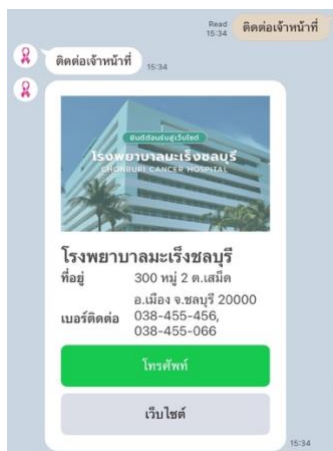 Read
15:34
ติดต่อเจ้าหน้าที่
ติดต่อเจ้าหน้าที่
15:34
ยินดีต้อนรับสู่เว็บไซต์
โรงพยาบาลมะเร็งชลบุรี
CHONBURI CANCER HOSPITAL
โรงพยาบาลมะเร็งชลบุรี
ที่อยู่ 300 หมู่ 2 ต.เสม็ด
อ.เมือง จ.ชลบุรี 20000
เบอร์ติดต่อ 038-455-456,
038-455-066
โทรศัพท์
เว็บไซต์
15:34